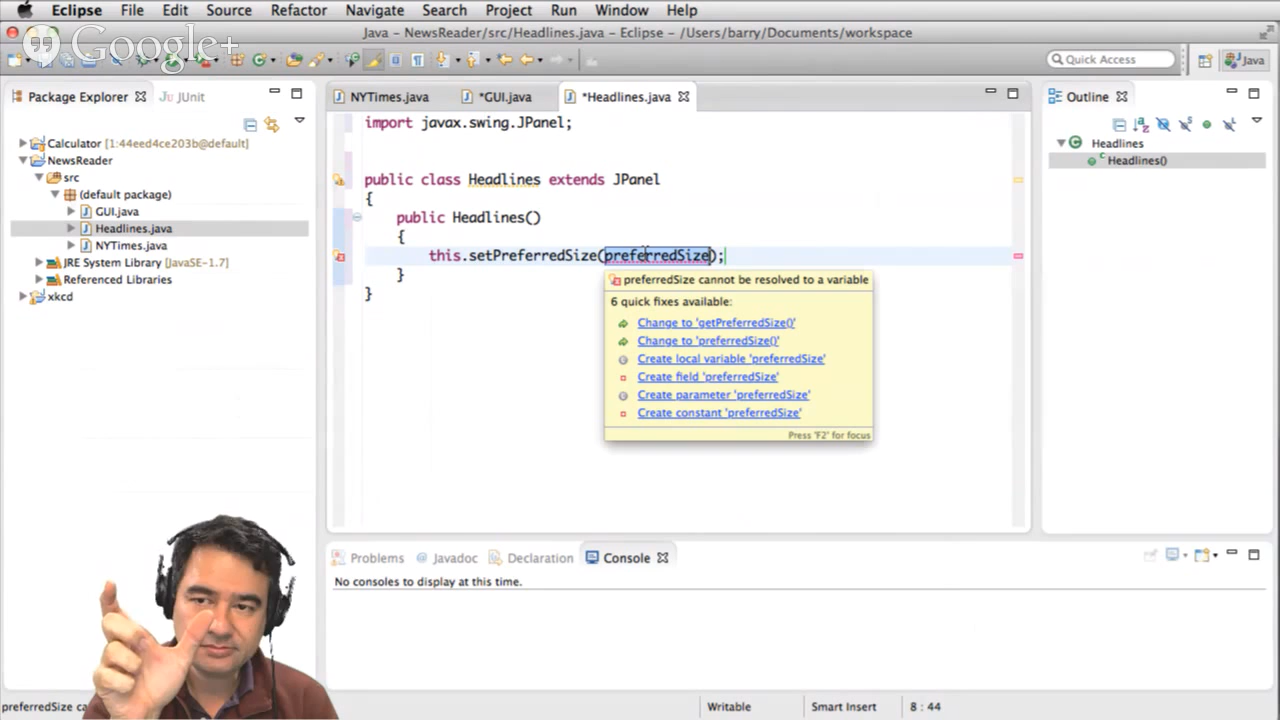 Eclipse File Edit Source Refactor Navigate Search Project Run Window Help
Java - NewsReader/src/Headlines.java - Eclipse - /Users/barry/Documents/workspace
Google+
Quick Access
Java
Package Explorer JUnit
Calculator [1:44eed4ce203b@default]
NewsReader
src
(default package)
GUI.java
Headlines.java
NYTimes.java
JRE System Library [JavaSE-1.7]
Referenced Libraries
xkcd
NYTimes.java *GUI.java *Headlines.java
import javax.swing.JPanel;
public class Headlines extends JPanel
{
public Headlines()
{
this.setPreferredSize(preferredSize);
}
}
preferredSize cannot be resolved to a variable
6 quick fixes available:
Change to 'getPreferredSize()'
Change to 'preferredSize()'
Create local variable 'preferredSize'
Create field 'preferredSize'
Create parameter 'preferredSize'
Create constant 'preferredSize'
Press 'F2' for focus
Outline
Headlines
Headlines()
Problems Javadoc Declaration Console
No consoles to display at this time.
preferredSize ca
Writable Smart Insert 8 : 44